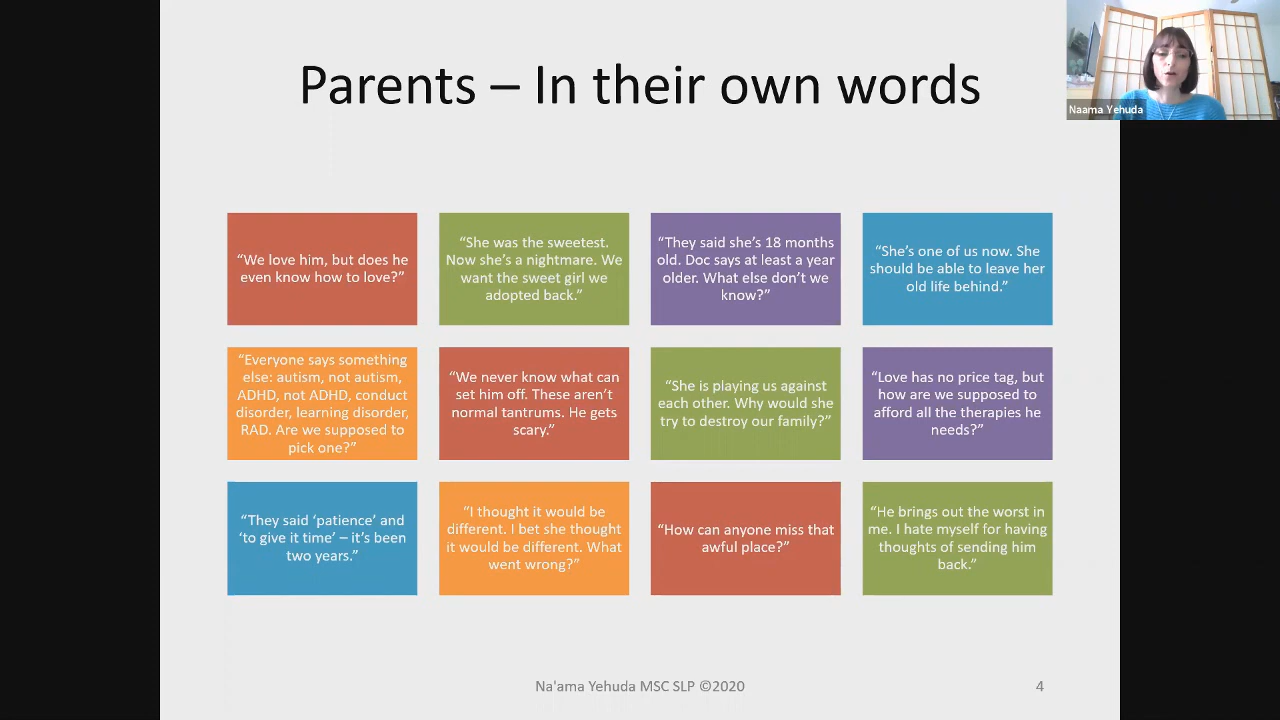 Parents – In their own words
Naama Yehuda
“We love him, but does he
even know how to love?”
“She was the sweetest.
Now she’s a nightmare. We
want the sweet girl we
adopted back.”
“They said she’s 18 months
old. Doc says at least a year
older. What else don’t we
know?”
“She’s one of us now. She
should be able to leave her
old life behind.”
“Everyone says something
else: autism, not autism,
ADHD, not ADHD, conduct
disorder, learning disorder,
RAD. Are we supposed to
pick one?”
“We never know what can
set him off. These aren’t
normal tantrums. He gets
scary.”
“She is playing us against
each other. Why would she
try to destroy our family?”
“Love has no price tag, but
how are we supposed to
afford all the therapies he
needs?”
“They said ‘patience’ and
‘to give it time’ – it’s been
two years.”
“I thought it would be
different. I bet she thought
it would be different. What
went wrong?”
“How can anyone miss that
awful place?”
“He brings out the worst in
me. I hate myself for having
thoughts of sending him
back.”
Na'ama Yehuda MSC SLP ©2020
4